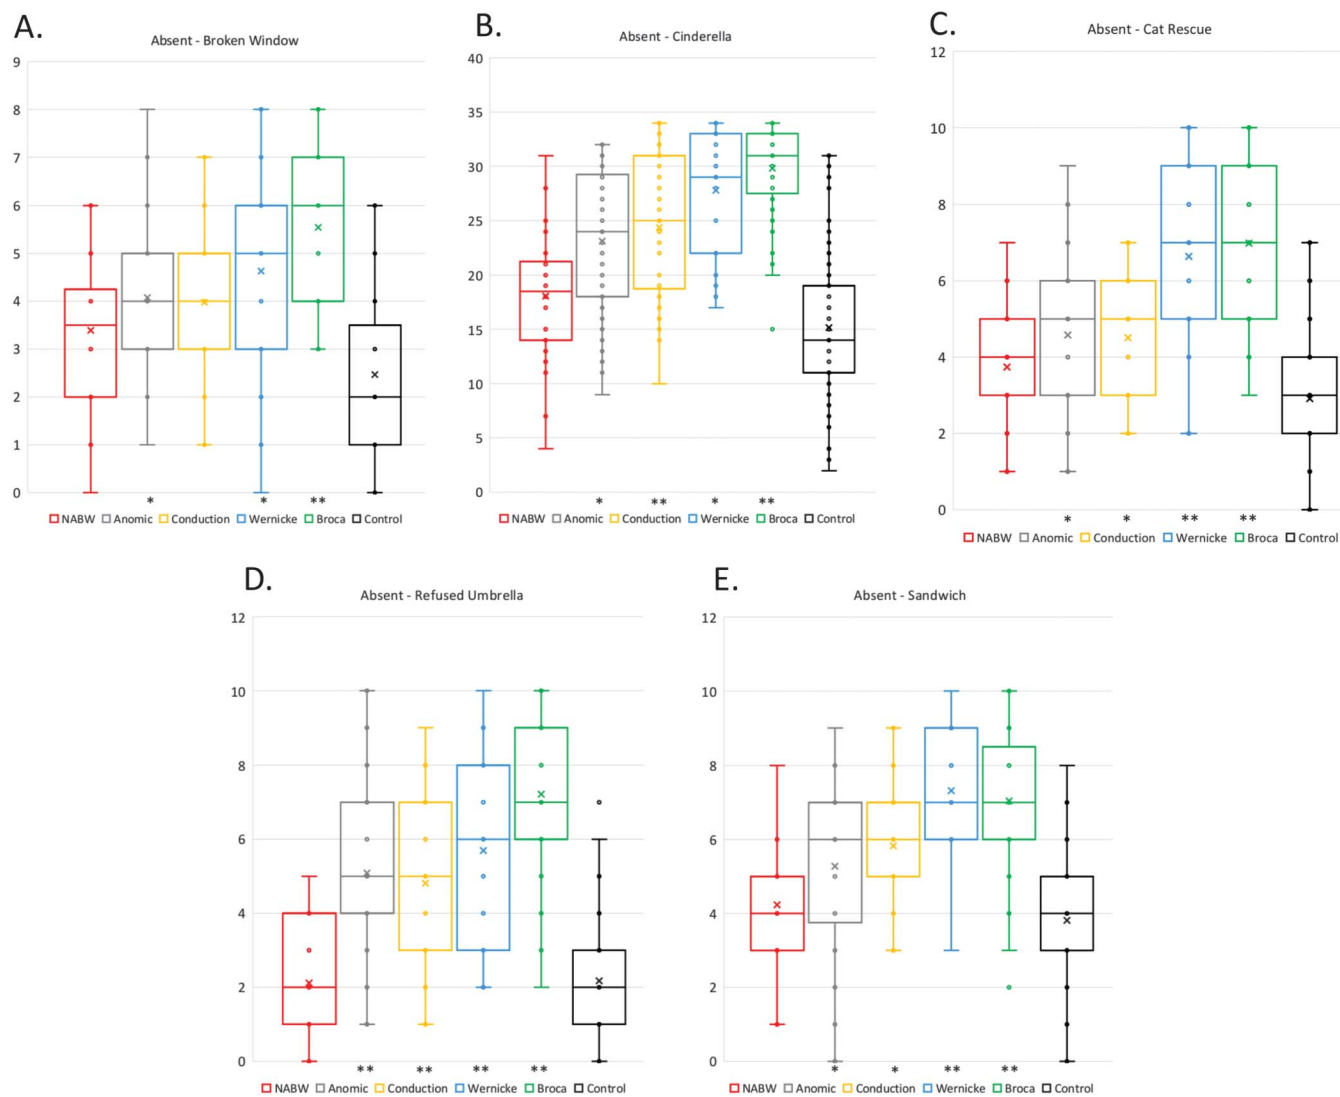 A.
Absent - Broken Window
9
8
7
6
5
4
3
2
1
0
* * **
NABW Anomic Conduction Wernicke Broca Control
B.
Absent - Cinderella
40
35
30
25
20
15
10
5
0
* ** * **
NABW Anomic Conduction Wernicke Broca Control
C.
Absent - Cat Rescue
12
10
8
6
4
2
0
* * ** **
NABW Anomic Conduction Wernicke Broca Control
D.
Absent - Refused Umbrella
12
10
8
6
4
2
0
** ** ** **
NABW Anomic Conduction Wernicke Broca Control
E.
Absent - Sandwich
12
10
8
6
4
2
0
* * ** **
NABW Anomic Conduction Wernicke Broca Control